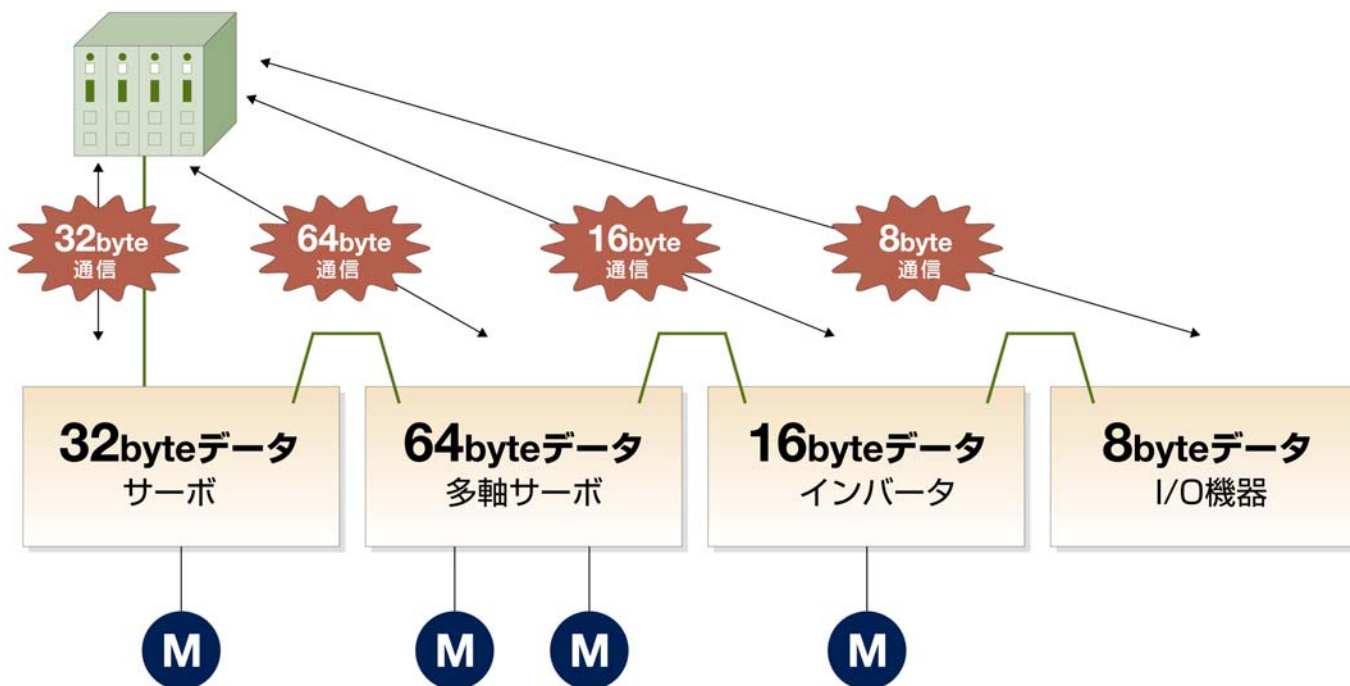 32byte
通信
64byte
通信
16byte
通信
8byte
通信
32byteデータ
サーボ
64byteデータ
多軸サーボ
16byteデータ
インバータ
8byteデータ
I/O機器
M
M
M
M